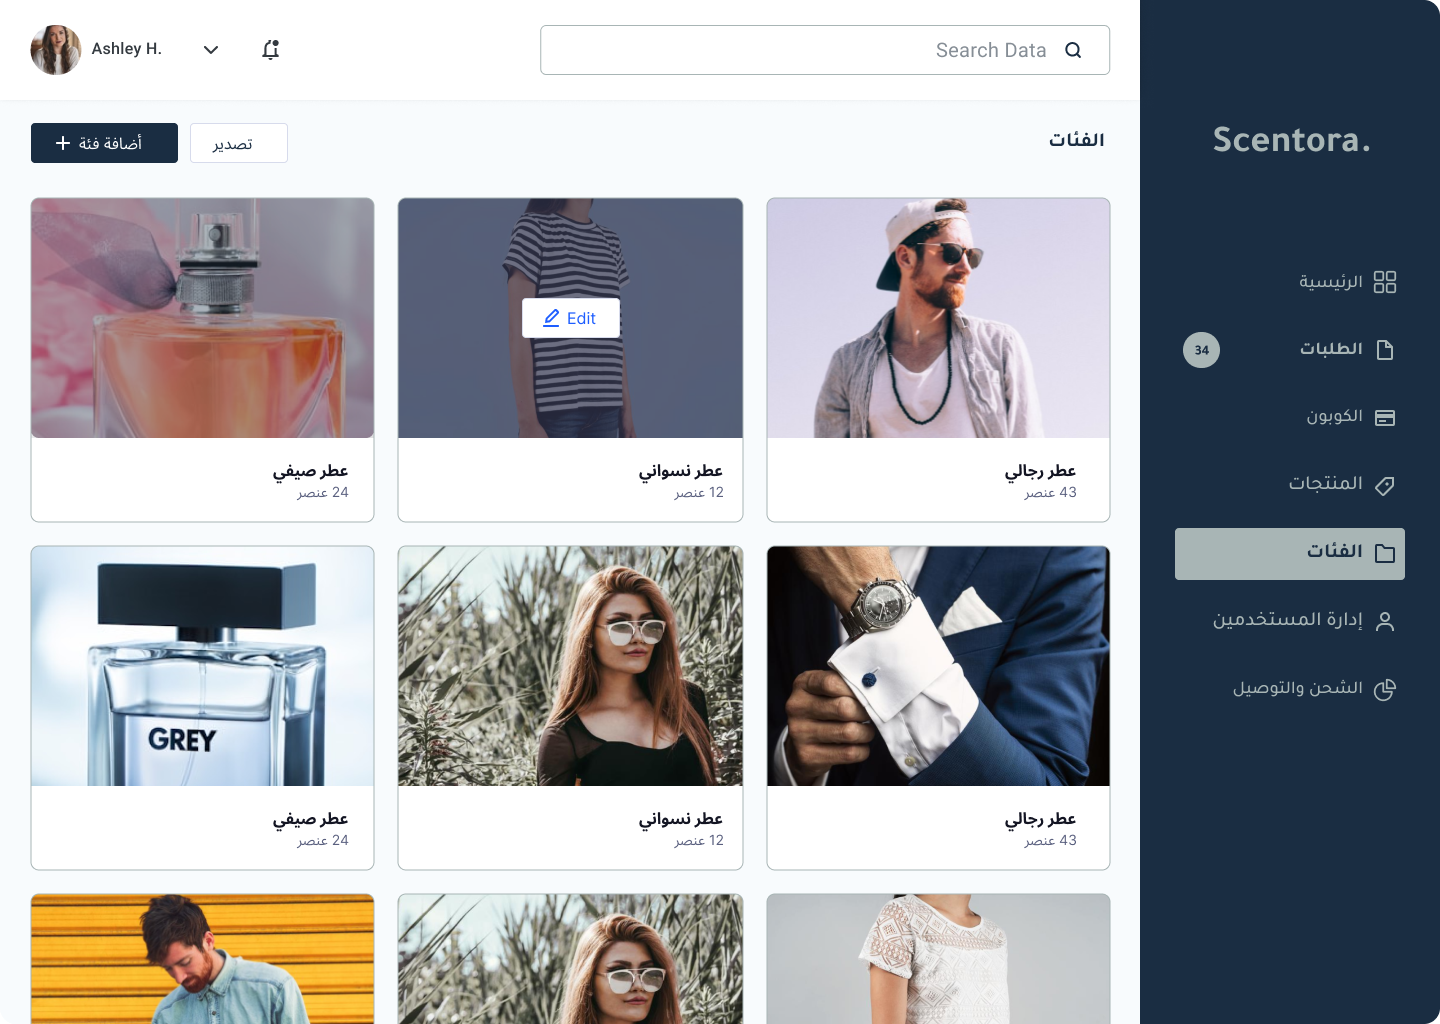 Ashley H.
Search Data
Scentora.
الرئيسية
الطلبات
34
الكوبون
المنتجات
الفئات
إدارة المستخدمين
الشحن والتوصيل
الفئات
تصدير
أضافة فئة
Edit
عطر رجالي
43 عنصر
عطر نسواني
12 عنصر
عطر صيفي
24 عنصر
GREY
عطر رجالي
43 عنصر
عطر نسواني
12 عنصر
عطر صيفي
24 عنصر